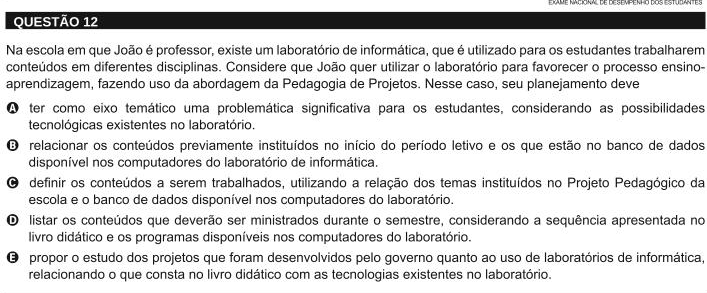 EXAME NACIONAL DE DESEMPENHO DOS ESTUDANTES
QUESTÃO 12
Na escola em que João é professor, existe um laboratório de informática, que é utilizado para os estudantes trabalharem
conteúdos em diferentes disciplinas. Considere que João quer utilizar o laboratório para favorecer o processo ensino-
aprendizagem, fazendo uso da abordagem da Pedagogia de Projetos. Nesse caso, seu planejamento deve
A ter como eixo temático uma problemática significativa para os estudantes, considerando as possibilidades
tecnológicas existentes no laboratório.
B relacionar os conteúdos previamente instituídos no início do período letivo e os que estão no banco de dados
disponível nos computadores do laboratório de informática.
C definir os conteúdos a serem trabalhados, utilizando a relação dos temas instituídos no Projeto Pedagógico da
escola e o banco de dados disponível nos computadores do laboratório.
D listar os conteúdos que deverão ser ministrados durante o semestre, considerando a sequência apresentada no
livro didático e os programas disponíveis nos computadores do laboratório.
E propor o estudo dos projetos que foram desenvolvidos pelo governo quanto ao uso de laboratórios de informática,
relacionando o que consta no livro didático com as tecnologias existentes no laboratório.